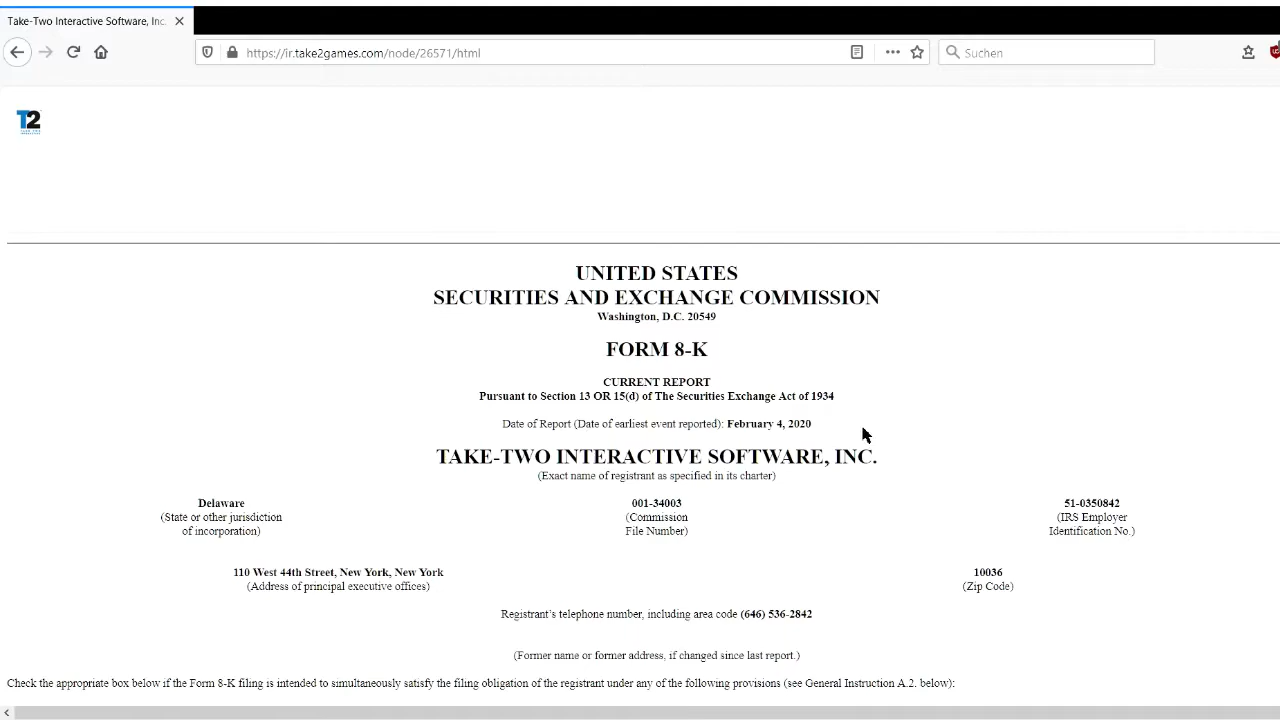 Take-Two Interactive Software, Inc.
https://ir.take2games.com/node/26571/html
Suchen
T2
UNITED STATES
SECURITIES AND EXCHANGE COMMISSION
Washington, D.C. 20549
FORM 8-K
CURRENT REPORT
Pursuant to Section 13 OR 15(d) of The Securities Exchange Act of 1934
Date of Report (Date of earliest event reported): February 4, 2020
TAKE-TWO INTERACTIVE SOFTWARE, INC.
(Exact name of registrant as specified in its charter)
Delaware 001-34003 51-0350842
(State or other jurisdiction (Commission (IRS Employer
of incorporation) File Number) Identification No.)
110 West 44th Street, New York, New York 10036
(Address of principal executive offices) (Zip Code)
Registrant's telephone number, including area code (646) 536-2842
(Former name or former address, if changed since last report.)
Check the appropriate box below if the Form 8-K filing is intended to simultaneously satisfy the filing obligation of the registrant under any of the following provisions (see General Instruction A.2. below):